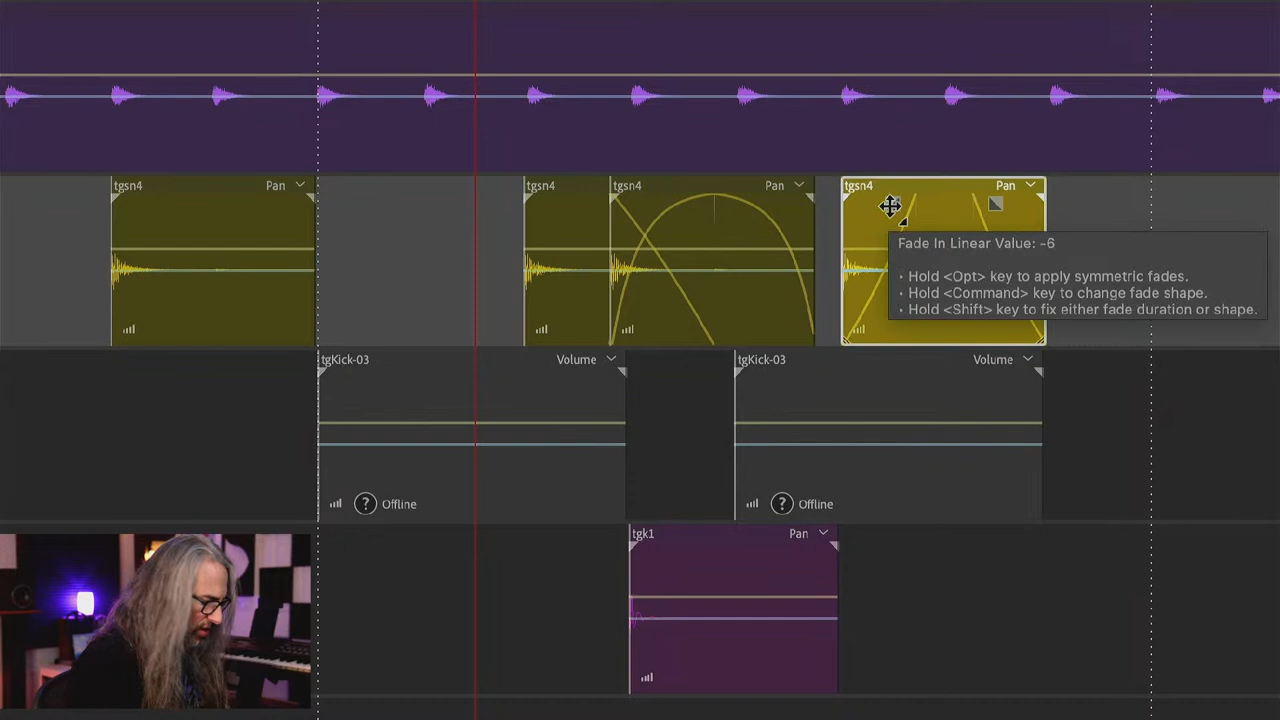 tgsn4 Pan
tgsn4
tgsn4 Pan
tgsn4 Pan
Fade In Linear Value: -6
• Hold <Opt> key to apply symmetric fades.
• Hold <Command> key to change fade shape.
• Hold <Shift> key to fix either fade duration or shape.
tgKick-03 Volume
tgKick-03 Volume
? Offline
? Offline
tgk1 Pan